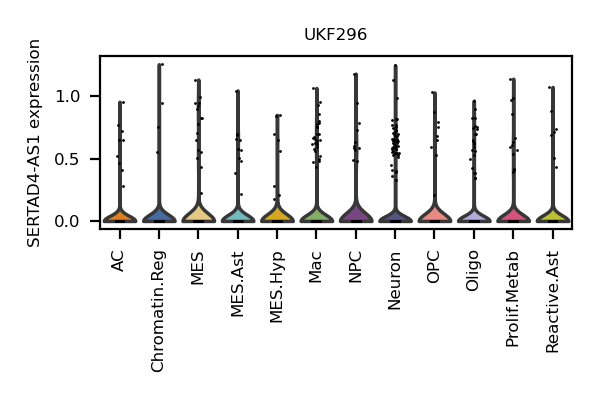 UKF296
SERTAD4-AS1 expression
1.0
0.5
0.0
AC
Chromatin.Reg
MES
MES.Ast
MES.Hyp
Mac
NPC
Neuron
OPC
Oligo
Prolif.Metab
Reactive.Ast